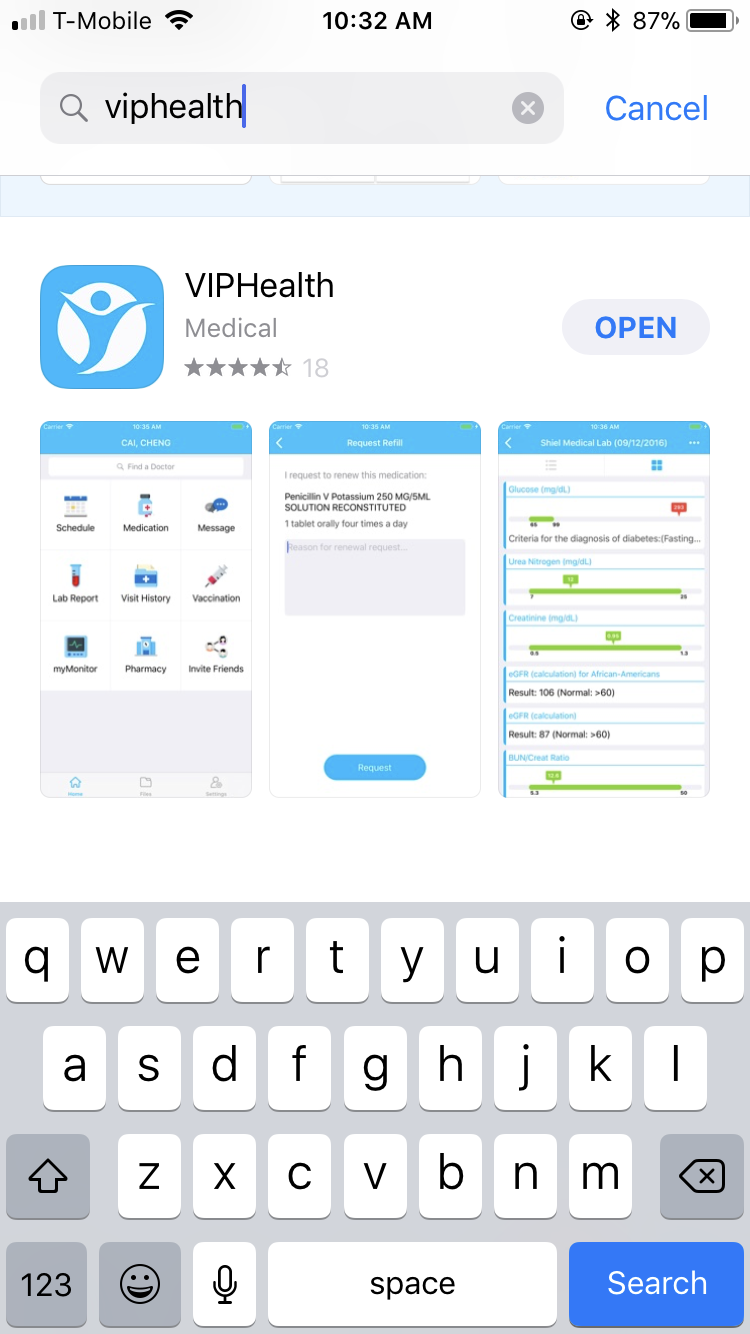 T-Mobile 10:32 AM 87%
viphealth Cancel
VIPHealth
Medical
18
OPEN
Carrier 10:35 AM
CAI, CHENG
Find a Doctor
Schedule Medication Message
Lab Report Visit History Vaccination
myMonitor Pharmacy Invite Friends
Home Files Settings
Carrier 10:35 AM
Request Refill
I request to renew this medication:
Penicillin V Potassium 250 MG/5ML
SOLUTION RECONSTITUTED
1 tablet orally four times a day
Reason for renewal request...
Request
Carrier 10:36 AM
Shiel Medical Lab (09/12/2016)
Glucose (mg/dL)
263
65 99
Criteria for the diagnosis of diabetes:(Fasting...
Urea Nitrogen (mg/dL)
12
7 25
Creatinine (mg/dL)
0.5 1.3
eGFR (calculation) for African-Americans
Result: 106 (Normal: >60)
eGFR (calculation)
Result: 87 (Normal: >60)
BUN/Creat Ratio
12.6
5.3 50
q w e r t y u i o p
a s d f g h j k l
z x c v b n m
123 space Search